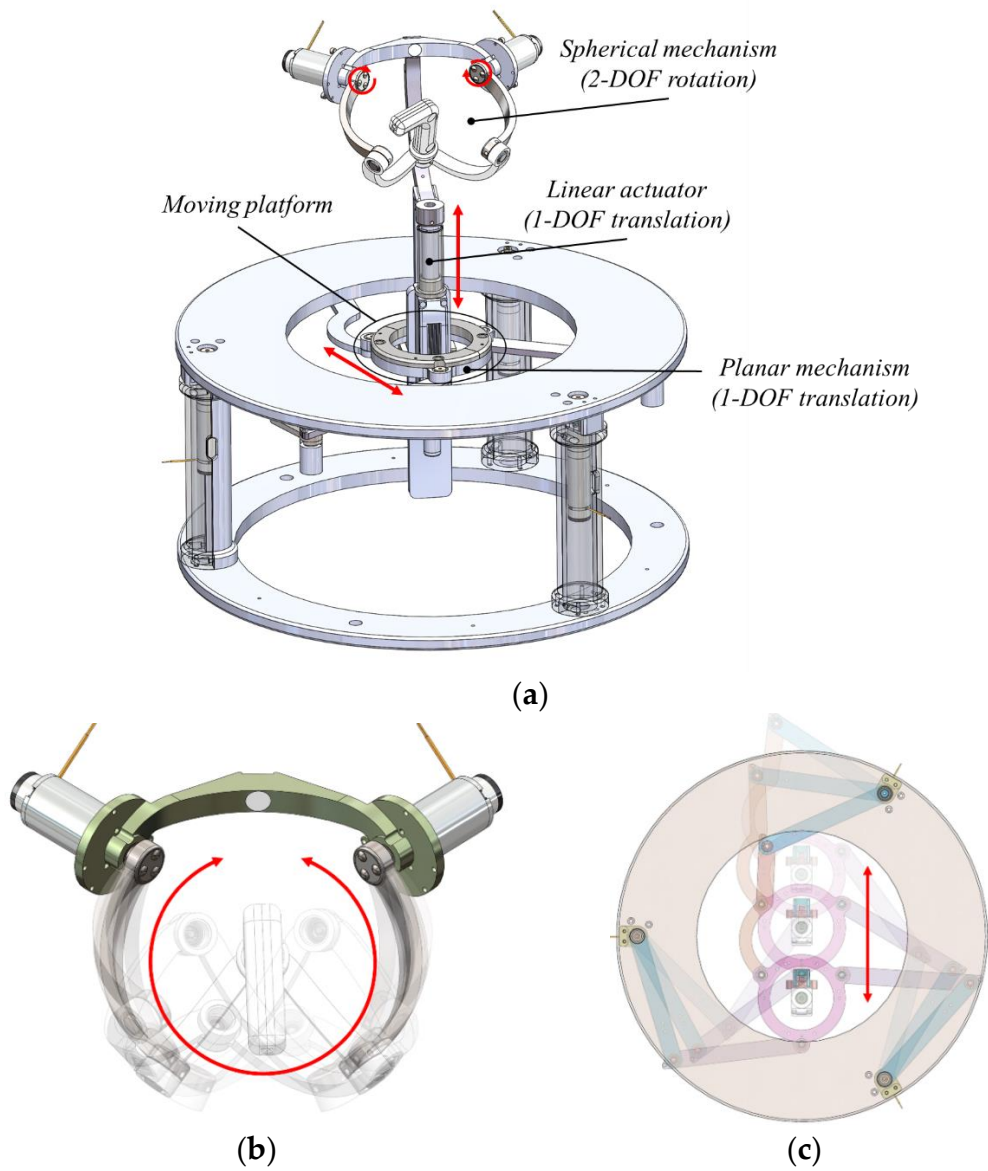 Spherical mechanism
(2-DOF rotation)
Linear actuator
(1-DOF translation)
Moving platform
Planar mechanism
(1-DOF translation)
(a)
(b)
(c)